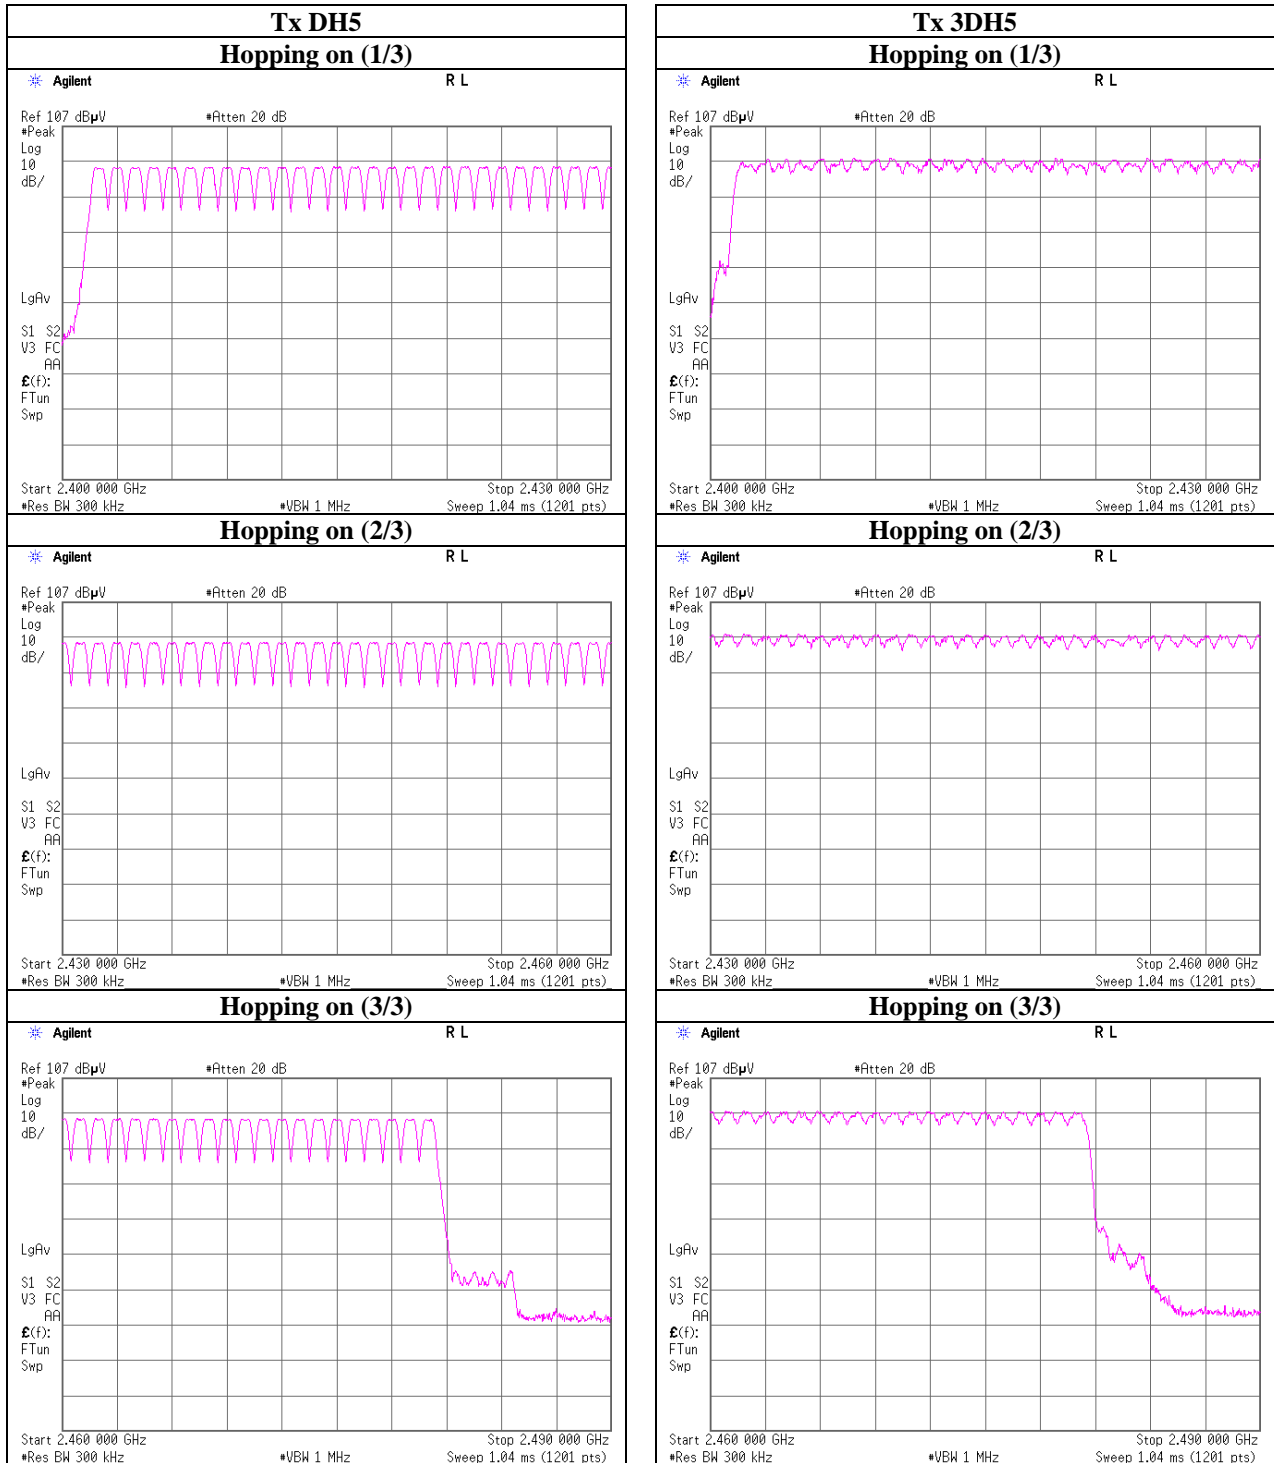 Tx DH5
Hopping on (1/3)
Agilent R L
Ref 107 dBµV #Atten 20 dB
#Peak
Log
10
dB/
LgAv
S1 S2
V3 FC
AA
£(f):
FTun
Swp
Start 2.400 000 GHz Stop 2.430 000 GHz
#Res BW 300 kHz #VBW 1 MHz Sweep 1.04 ms (1201 pts)
Hopping on (2/3)
Agilent R L
Ref 107 dBµV #Atten 20 dB
#Peak
Log
10
dB/
LgAv
S1 S2
V3 FC
AA
£(f):
FTun
Swp
Start 2.430 000 GHz Stop 2.460 000 GHz
#Res BW 300 kHz #VBW 1 MHz Sweep 1.04 ms (1201 pts)
Hopping on (3/3)
Agilent R L
Ref 107 dBµV #Atten 20 dB
#Peak
Log
10
dB/
LgAv
S1 S2
V3 FC
AA
£(f):
FTun
Swp
Start 2.460 000 GHz Stop 2.490 000 GHz
#Res BW 300 kHz #VBW 1 MHz Sweep 1.04 ms (1201 pts)
Tx 3DH5
Hopping on (1/3)
Agilent R L
Ref 107 dBµV #Atten 20 dB
#Peak
Log
10
dB/
LgAv
S1 S2
V3 FC
AA
£(f):
FTun
Swp
Start 2.400 000 GHz Stop 2.430 000 GHz
#Res BW 300 kHz #VBW 1 MHz Sweep 1.04 ms (1201 pts)
Hopping on (2/3)
Agilent R L
Ref 107 dBµV #Atten 20 dB
#Peak
Log
10
dB/
LgAv
S1 S2
V3 FC
AA
£(f):
FTun
Swp
Start 2.430 000 GHz Stop 2.460 000 GHz
#Res BW 300 kHz #VBW 1 MHz Sweep 1.04 ms (1201 pts)
Hopping on (3/3)
Agilent R L
Ref 107 dBµV #Atten 20 dB
#Peak
Log
10
dB/
LgAv
S1 S2
V3 FC
AA
£(f):
FTun
Swp
Start 2.460 000 GHz Stop 2.490 000 GHz
#Res BW 300 kHz #VBW 1 MHz Sweep 1.04 ms (1201 pts)